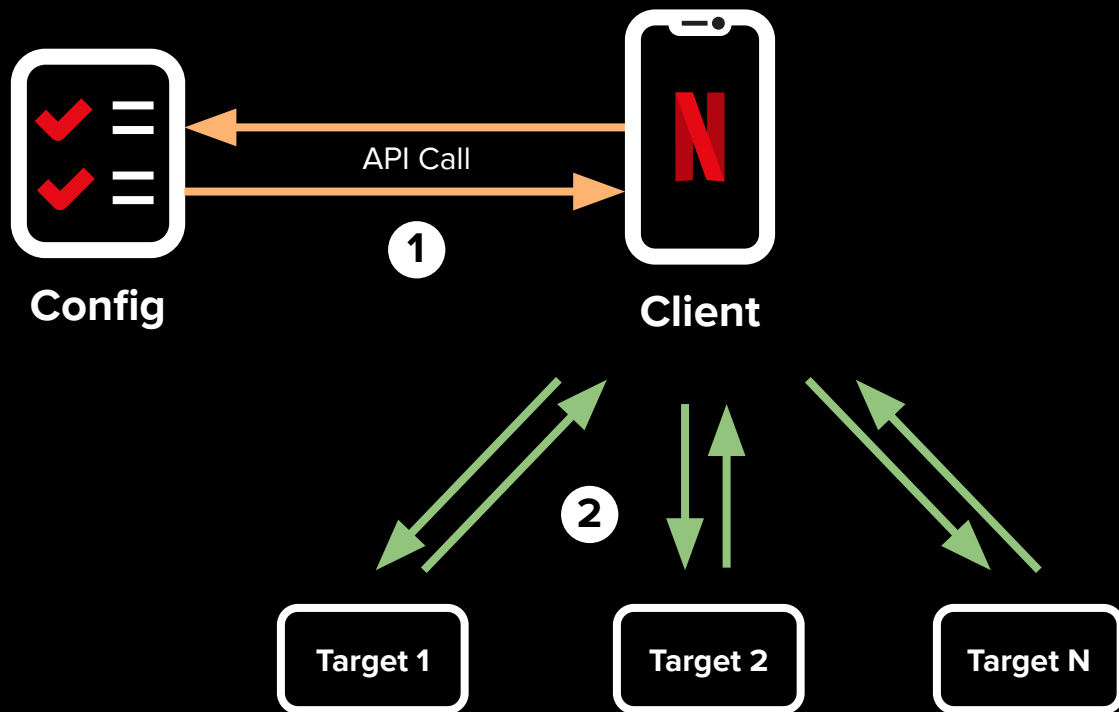 API Call
1
Config
N
Client
2
Target 1
Target 2
Target N